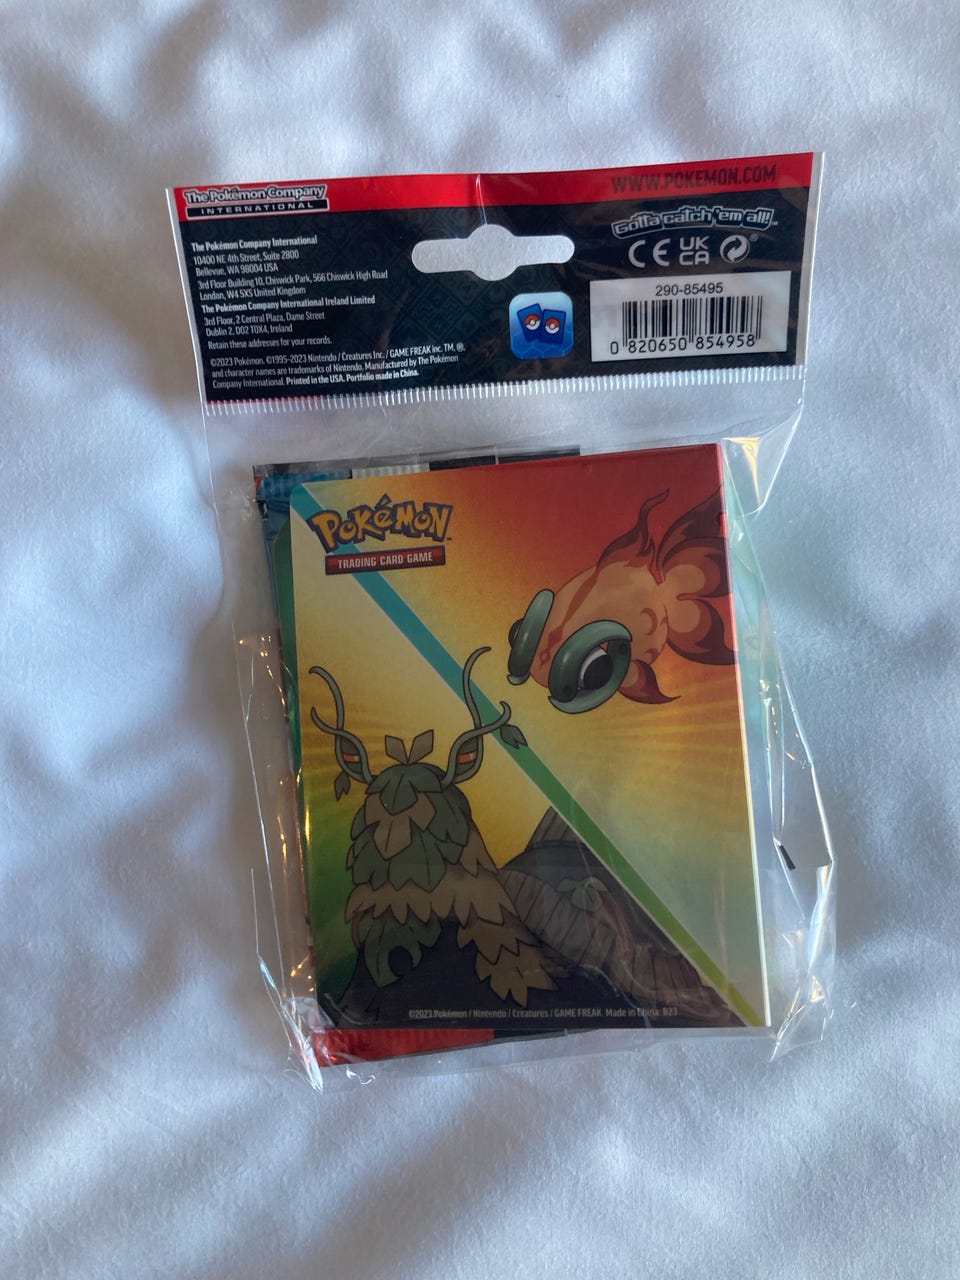 The Pokémon Company
INTERNATIONAL
WWW.POKEMON.COM
Gotta catch 'em all!™
The Pokémon Company International
10400 NE 4th Street, Suite 2800
Bellevue, WA 98004 USA
3rd Floor Building 10, Chiswick Park, 566 Chiswick High Road
London, W4 5XS United Kingdom
The Pokémon Company International Ireland Limited
3rd Floor, 2 Central Plaza, Dame Street
Dublin 2, D02 T0X4, Ireland
Retain these addresses for your records.
©2023 Pokémon. ©1995-2023 Nintendo / Creatures Inc. / GAME FREAK inc. TM, ®,
and character names are trademarks of Nintendo. Manufactured by The Pokémon
Company International. Printed in the USA. Portfolio made in China.
CE UK
CA
®
290-85495
0 820650 854958
POKéMON
TRADING CARD GAME
©2023 Pokémon / Nintendo / Creatures / GAME FREAK. Made in China. B23